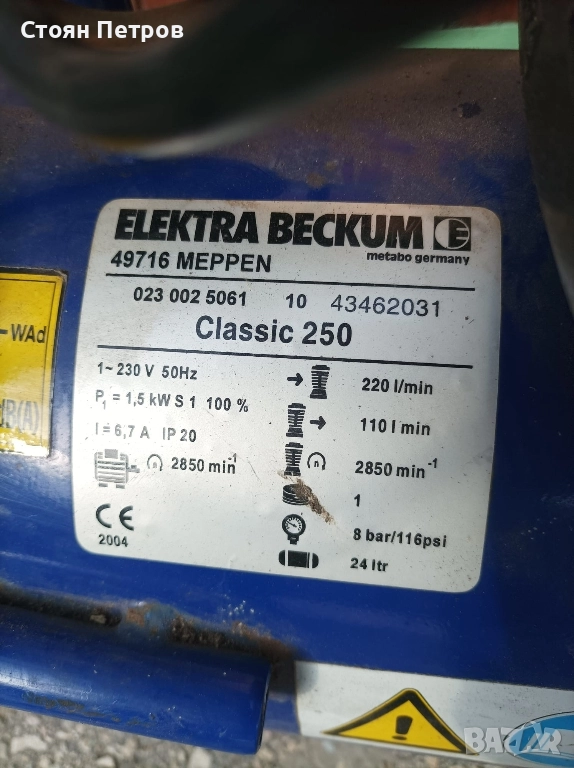 Стоян Петров
ELEKTRA BECKUM
metabo germany
49716 MEPPEN
023 002 5061 10 43462031
Classic 250
1~ 230 V 50Hz
220 l/min
P1 = 1,5 kW S 1 100 %
110 l min
I = 6,7 A IP 20
2850 min-1
2850 min-1
1
CE
2004
8 bar/116psi
24 ltr
-WAd
(A)
BAZAR